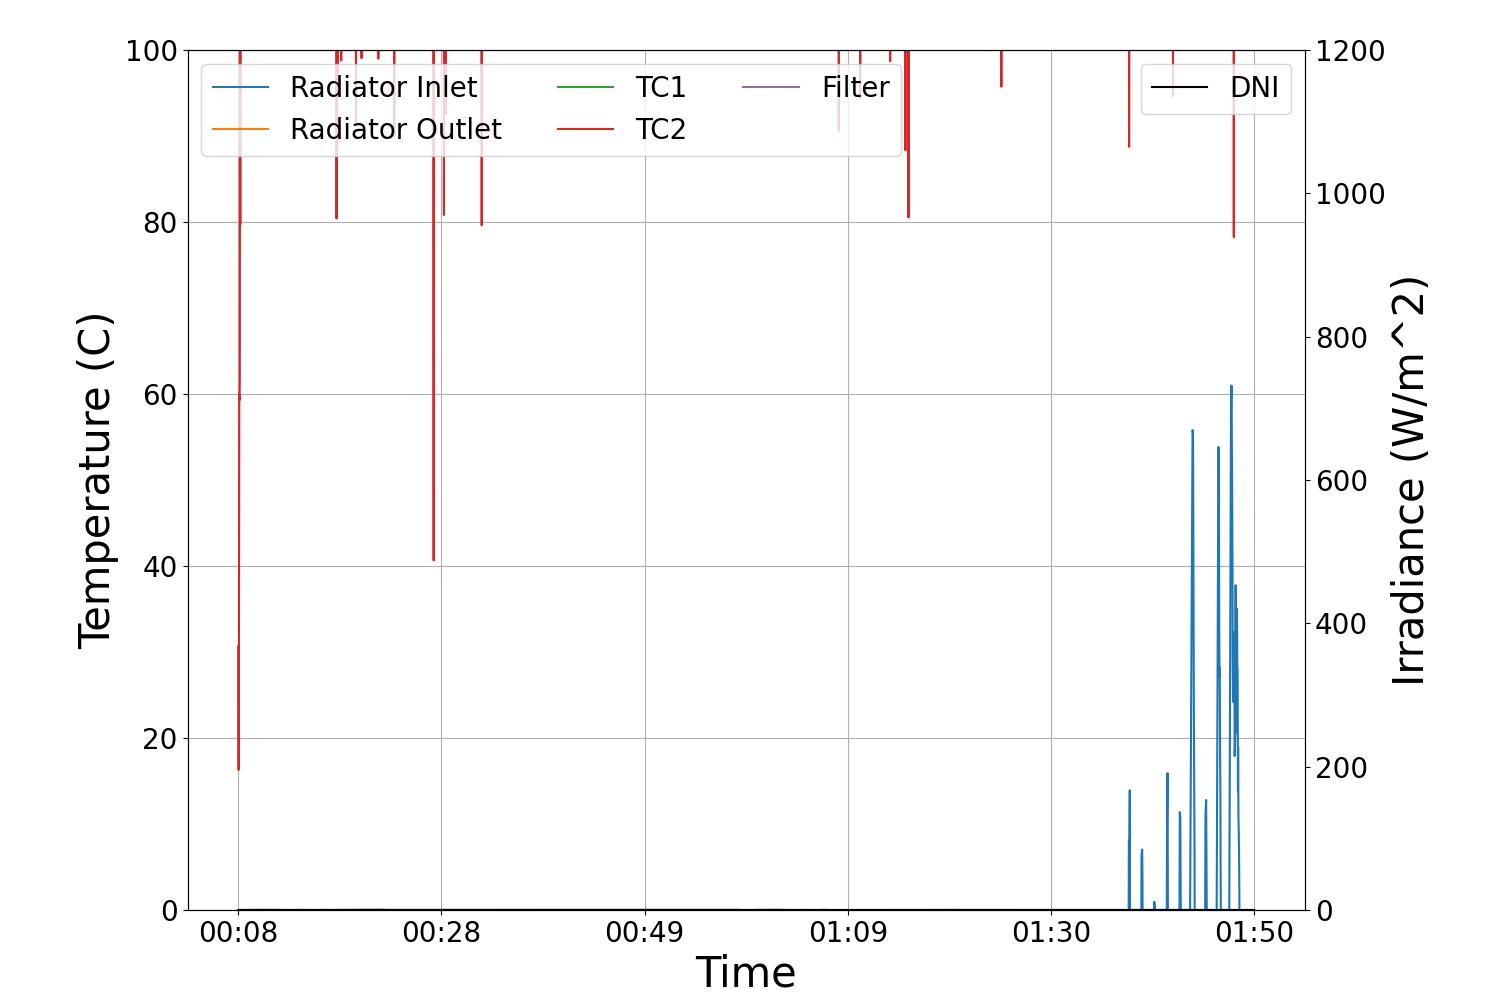 100
80
60
40
20
0
Temperature (C)
Radiator Inlet
Radiator Outlet
TC1
TC2
Filter
DNI
1200
1000
800
600
400
200
0
Irradiance (W/m^2)
00:08 00:28 00:49 01:09 01:30 01:50
Time